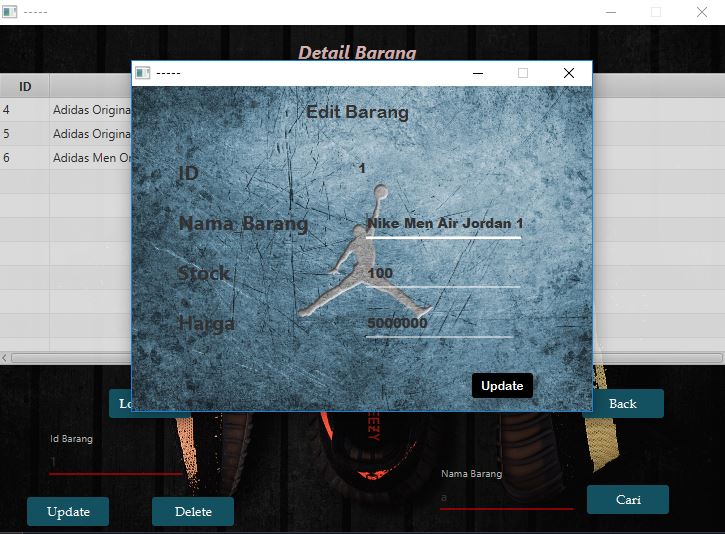 -----
Detail Barang
-----
ID
Edit Barang
4
Adidas Origina
5
Adidas Origina
6
Adidas Men Or
ID
1
Nama Barang
Nike Men Air Jordan 1
Stock
100
Harga
5000000
Update
Back
EEZY
Id Barang
1
Nama Barang
a
Update
Delete
Cari